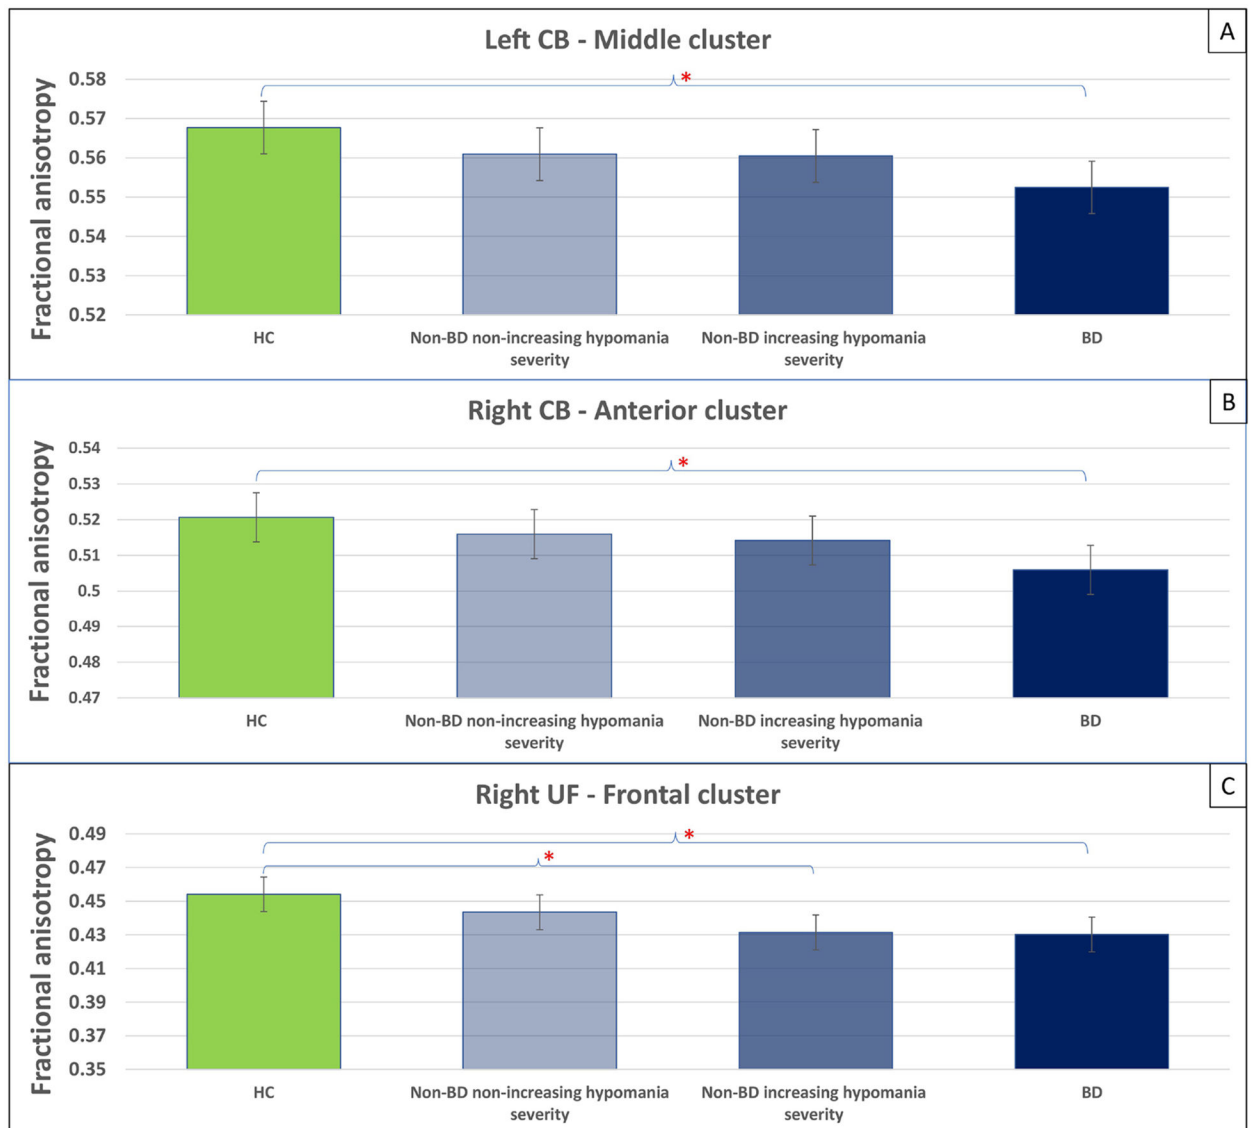 A
Left CB - Middle cluster
Fractional anisotropy
0.58
*
0.57
0.56
0.55
0.54
0.53
0.52
HC
Non-BD non-increasing hypomania
severity
Non-BD increasing hypomania
severity
BD
B
Right CB - Anterior cluster
Fractional anisotropy
0.54
*
0.53
0.52
0.51
0.5
0.49
0.48
0.47
HC
Non-BD non-increasing hypomania
severity
Non-BD increasing hypomania
severity
BD
C
Right UF - Frontal cluster
Fractional anisotropy
0.49
*
*
0.47
0.45
0.43
0.41
0.39
0.37
0.35
HC
Non-BD non-increasing hypomania
severity
Non-BD increasing hypomania
severity
BD